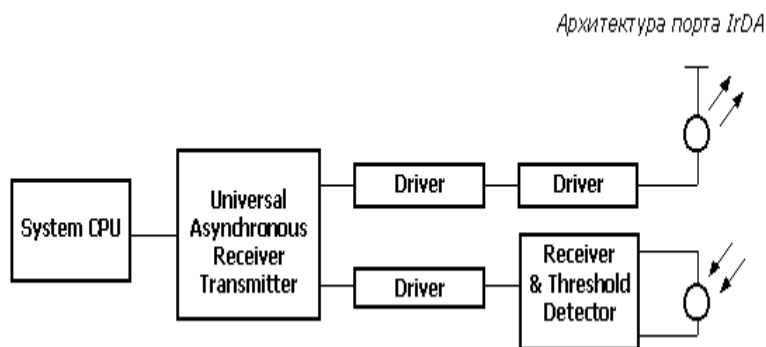 Архитектура порта IrDA
System CPU
Universal
Asynchronous
Receiver
Transmitter
Driver
Driver
Driver
Receiver
& Threshold
Detector